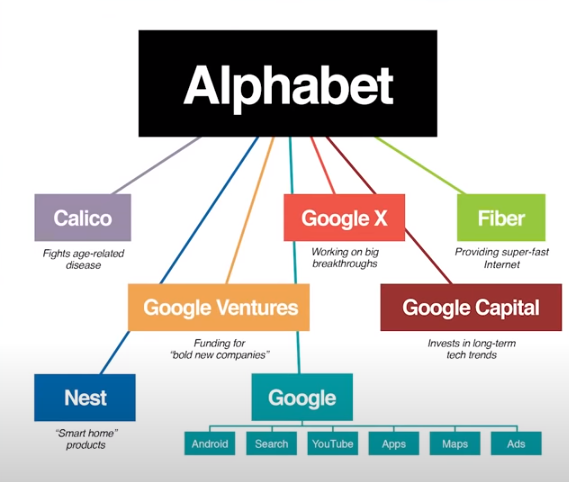 Alphabet
Calico
Fights age-related
disease
Google X
Working on big
breakthroughs
Fiber
Providing super-fast
Internet
Google Ventures
Funding for
“bold new companies”
Google Capital
Invests in long-term
tech trends
Nest
“Smart home”
products
Google
Android
Search
YouTube
Apps
Maps
Ads